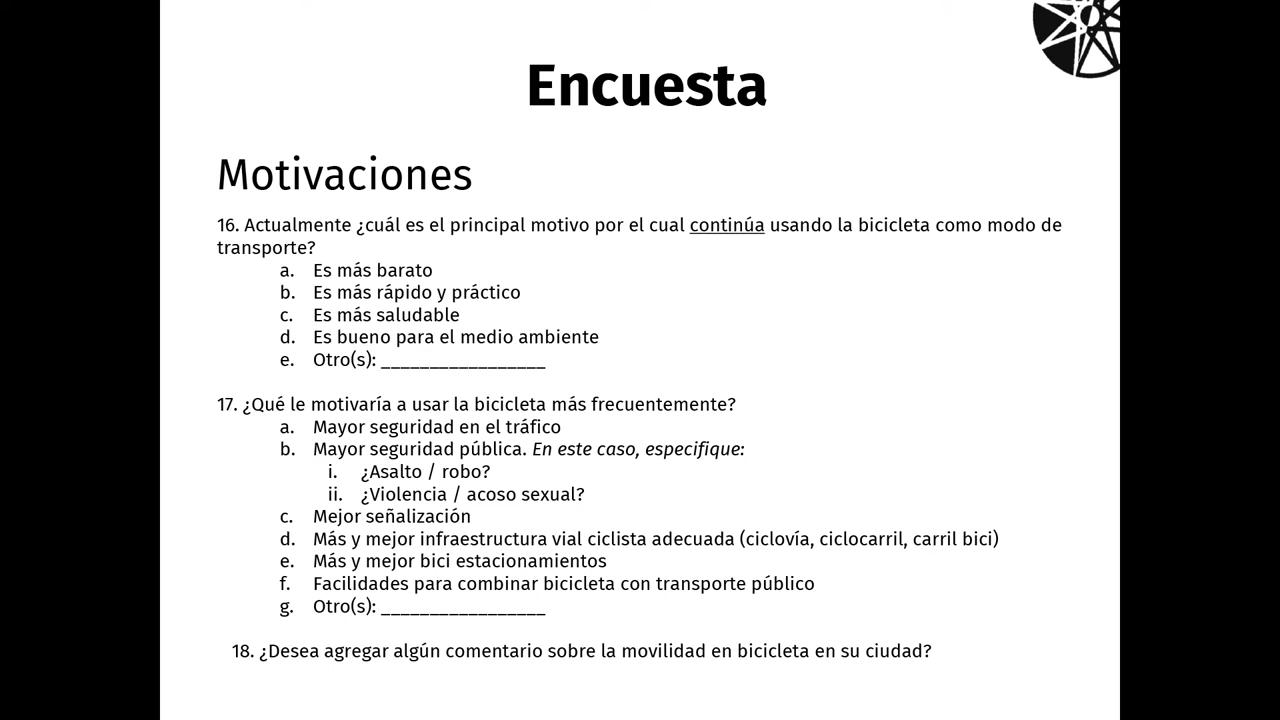 Encuesta
Motivaciones
16. Actualmente ¿cuál es el principal motivo por el cual continúa usando la bicicleta como modo de
transporte?
a. Es más barato
b. Es más rápido y práctico
c. Es más saludable
d. Es bueno para el medio ambiente
e. Otro(s): _________________
17. ¿Qué le motivaría a usar la bicicleta más frecuentemente?
a. Mayor seguridad en el tráfico
b. Mayor seguridad pública. En este caso, especifique:
i. ¿Asalto / robo?
ii. ¿Violencia / acoso sexual?
c. Mejor señalización
d. Más y mejor infraestructura vial ciclista adecuada (ciclovía, ciclocarril, carril bici)
e. Más y mejor bici estacionamientos
f. Facilidades para combinar bicicleta con transporte público
g. Otro(s): _________________
18. ¿Desea agregar algún comentario sobre la movilidad en bicicleta en su ciudad?